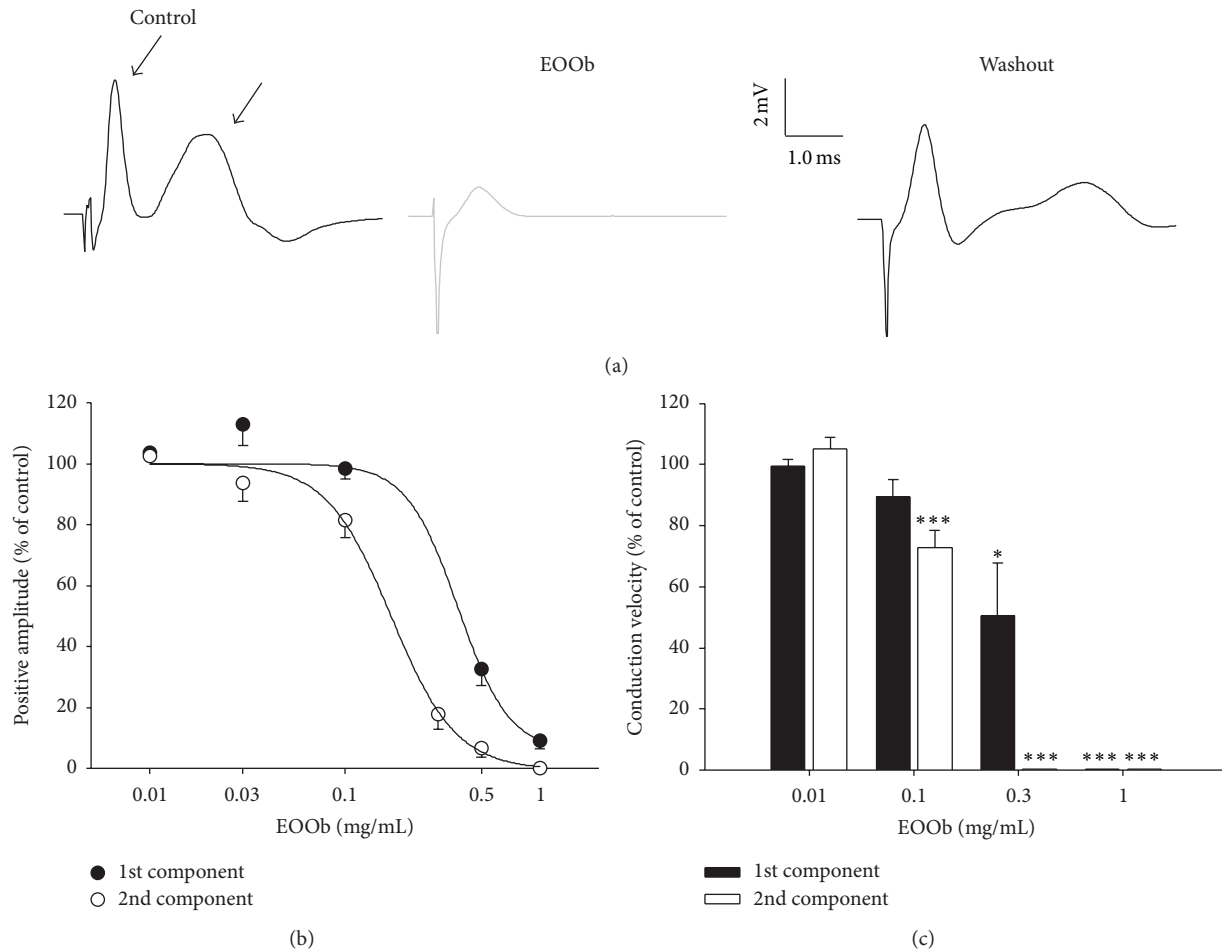 Control
EOOb
Washout
2 mV
1.0 ms
(a)
120
100
80
60
40
20
0
Positive amplitude (% of control)
0.01 0.03 0.1 0.5 1
EOOb (mg/mL)
1st component
2nd component
(b)
120
100
80
60
40
20
0
Conduction velocity (% of control)
***
*
*** *** ***
0.01 0.1 0.3 1
EOOb (mg/mL)
1st component
2nd component
(c)